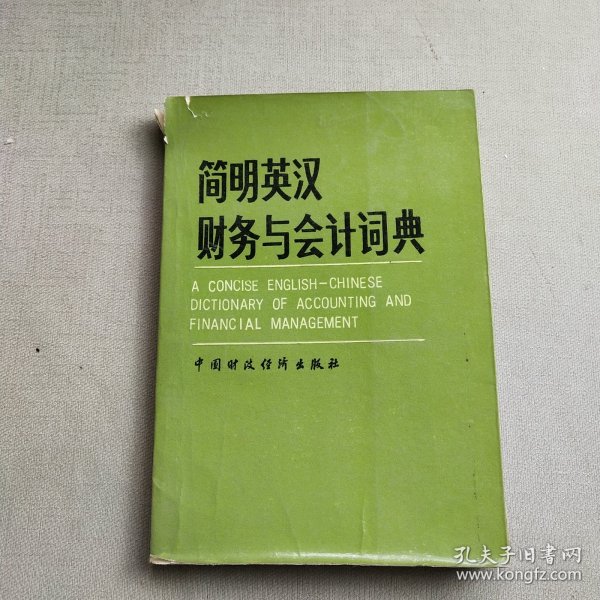 简明英汉
财务与会计词典
A CONCISE ENGLISH-CHINESE
DICTIONARY OF ACCOUNTING AND
FINANCIAL MANAGEMENT
中国财政经济出版社
孔夫子旧书网
www.kongfz.com